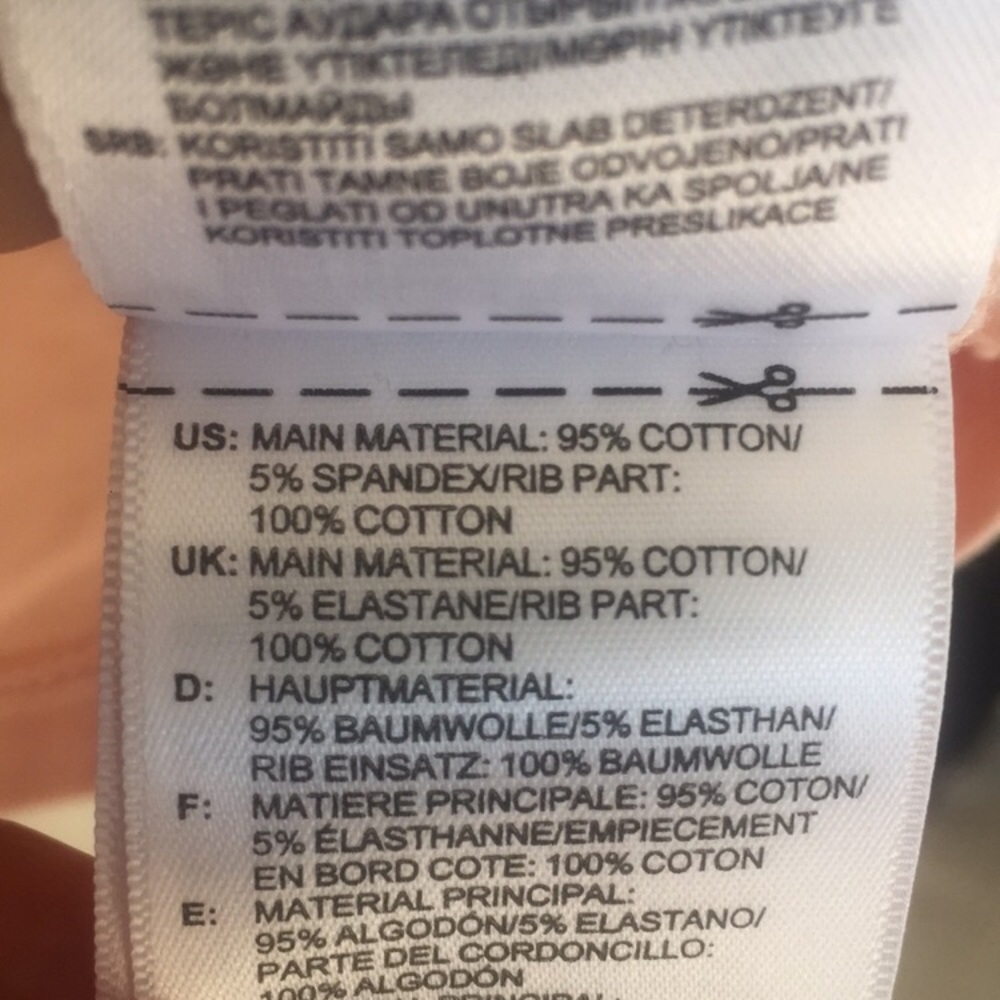 ТЕРІС АУДАРА
ЖӘНЕ ҮТІКТЕЛЕДІ/МӨРІН ҮТІКТЕУГЕ
БОЛМАЙДЫ
SRB: KORISTITI SAMO SLAB DETERDZENT/
PRATI TAMNE BOJE ODVOJENO/PRATI
I PEGLATI OD UNUTRA KA SPOLJA/NE
KORISTITI TOPLOTNE PRESLIKACE
US: MAIN MATERIAL: 95% COTTON/
5% SPANDEX/RIB PART:
100% COTTON
UK: MAIN MATERIAL: 95% COTTON/
5% ELASTANE/RIB PART:
100% COTTON
D: HAUPTMATERIAL:
95% BAUMWOLLE/5% ELASTHAN/
RIB EINSATZ: 100% BAUMWOLLE
F: MATIERE PRINCIPALE: 95% COTON/
5% ÉLASTHANNE/EMPIECEMENT
EN BORD COTE: 100% COTON
E: MATERIAL PRINCIPAL:
95% ALGODÓN/5% ELASTANO/
PARTE DEL CORDONCILLO:
100% ALGODÓN